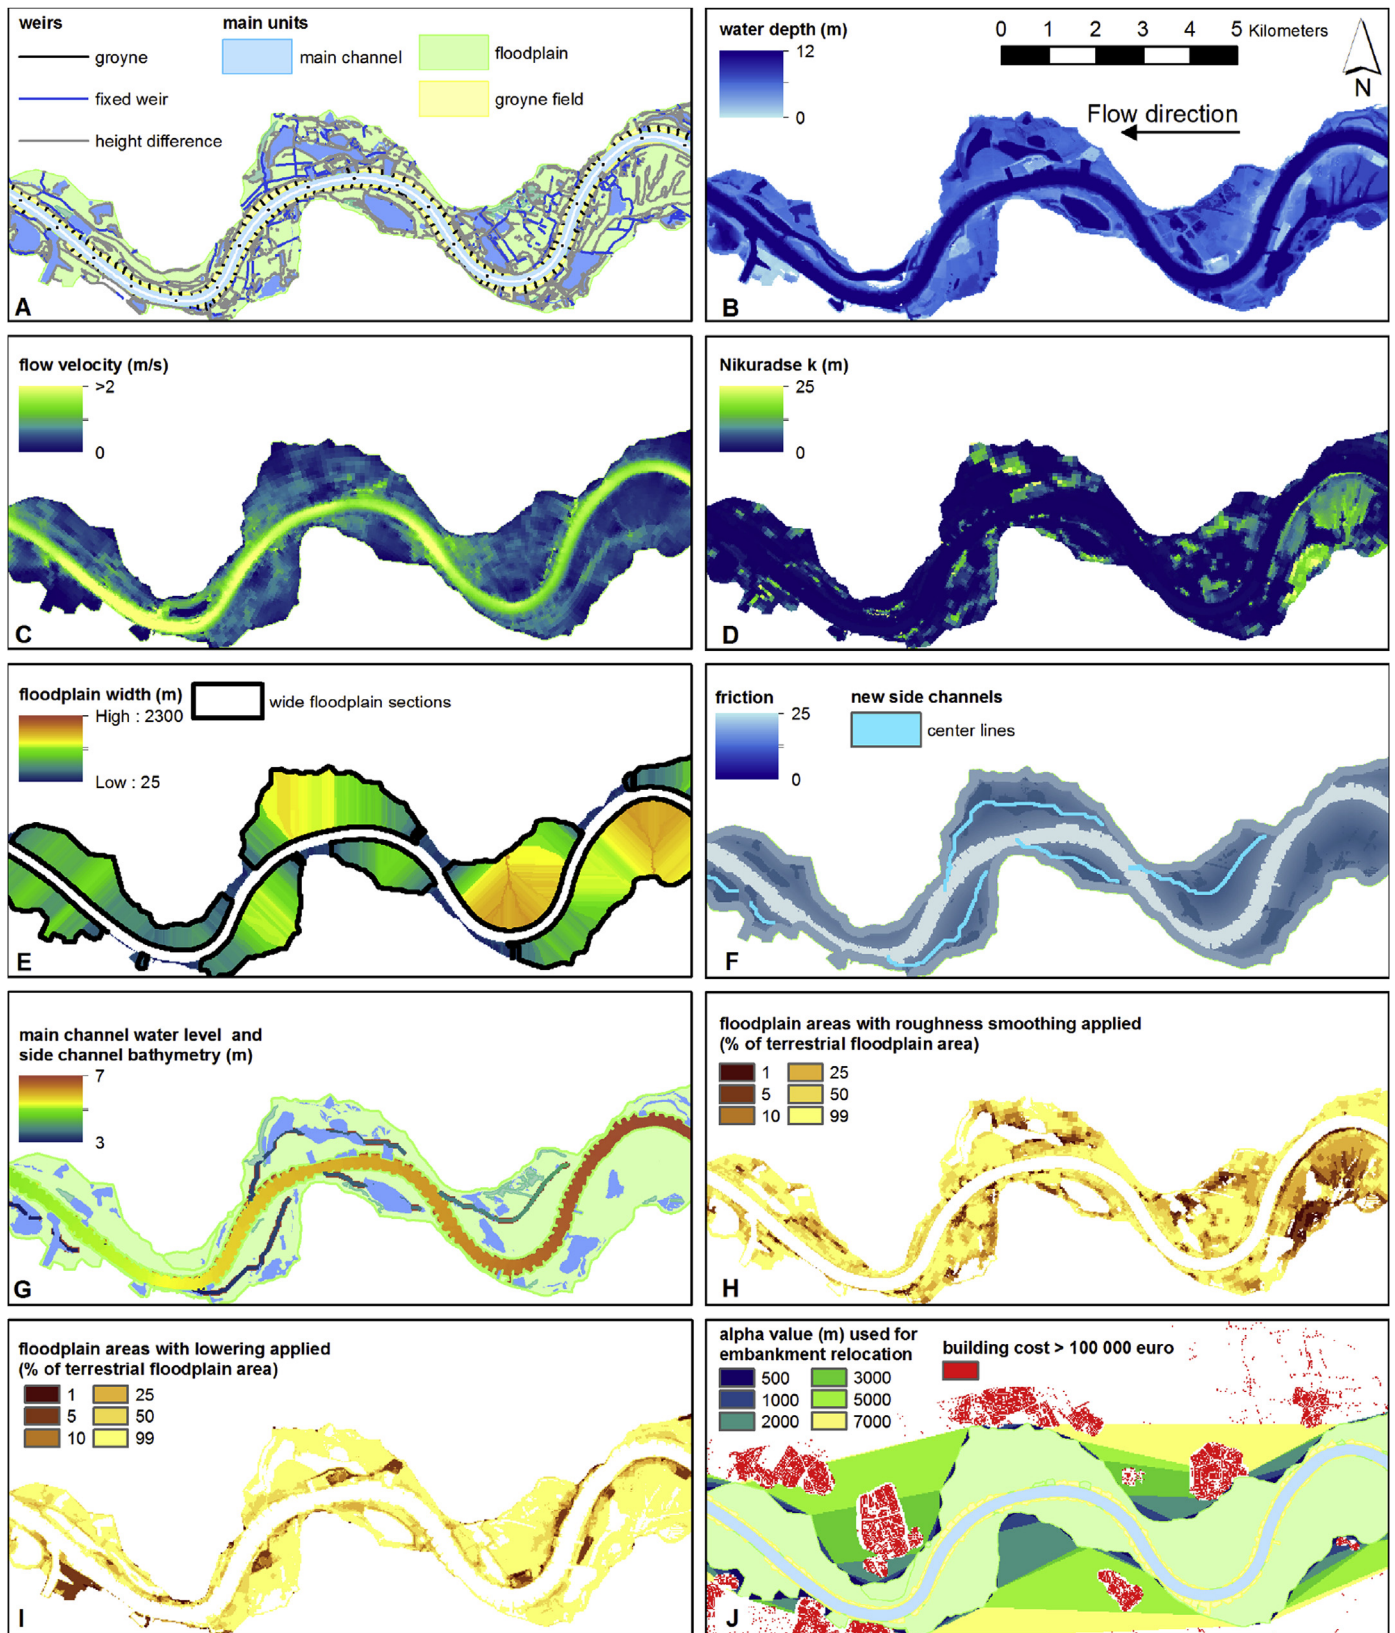 weirs
main units
groyne
main channel
floodplain
fixed weir
groyne field
height difference
A
water depth (m)
12
0
0 1 2 3 4 5 Kilometers
N
Flow direction
B
flow velocity (m/s)
>2
0
C
Nikuradse k (m)
25
0
D
floodplain width (m)
High : 2300
Low : 25
wide floodplain sections
E
friction
25
0
new side channels
center lines
F
main channel water level and
side channel bathymetry (m)
7
3
G
floodplain areas with roughness smoothing applied
(% of terrestrial floodplain area)
1 25
5 50
10 99
H
floodplain areas with lowering applied
(% of terrestrial floodplain area)
1 25
5 50
10 99
I
alpha value (m) used for
embankment relocation
500 3000
1000 5000
2000 7000
building cost > 100 000 euro
J